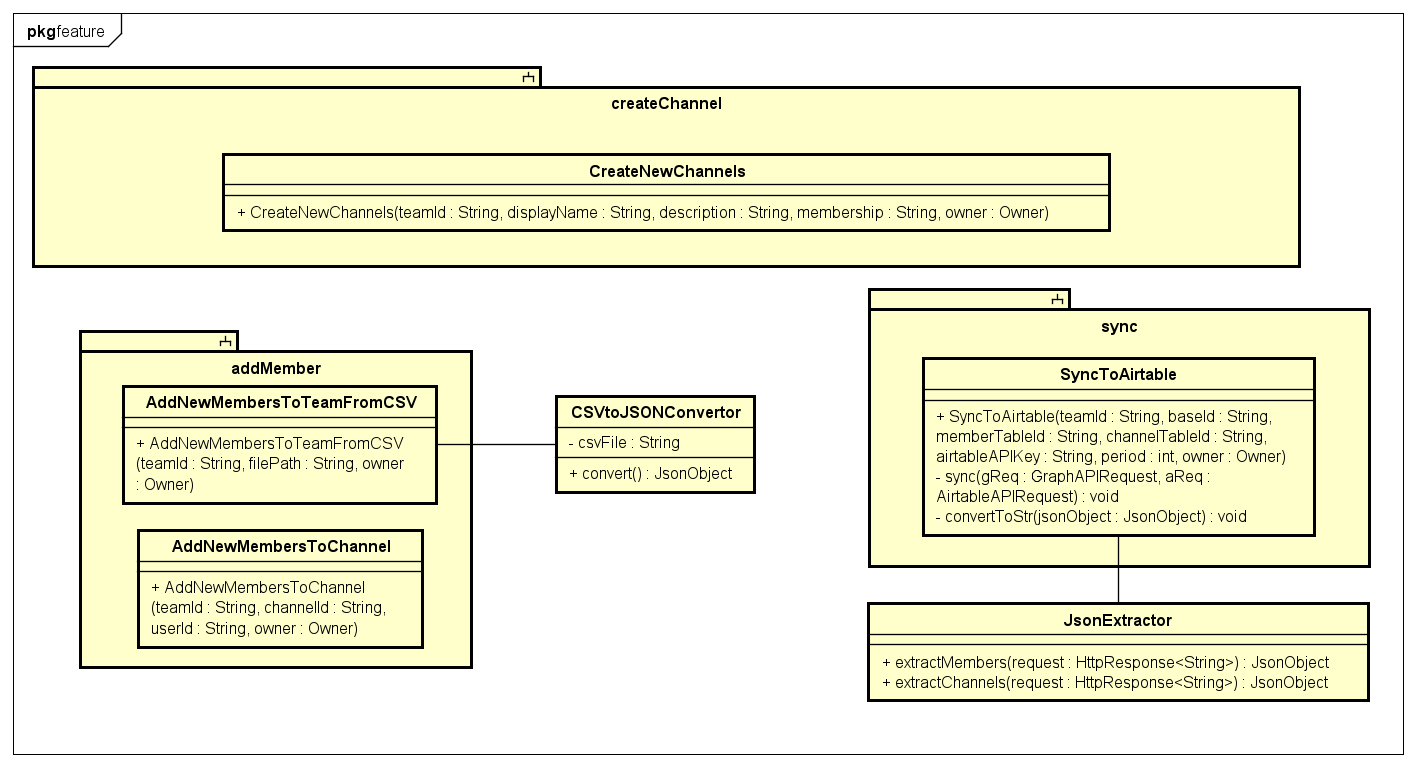 pkgfeature
createChannel
CreateNewChannels
+ CreateNewChannels(teamId : String, displayName : String, description : String, membership : String, owner : Owner)
sync
SyncToAirtable
+ SyncToAirtable(teamId : String, baseId : String,
memberTableId : String, channelTableId : String,
airtableAPIKey : String, period : int, owner : Owner)
- sync(gReq : GraphAPIRequest, aReq :
AirtableAPIRequest) : void
- convertToStr(jsonObject : JsonObject) : void
addMember
AddNewMembersToTeamFromCSV
+ AddNewMembersToTeamFromCSV
(teamId : String, filePath : String, owner
: Owner)
CSVtoJSONConvertor
- csvFile : String
+ convert() : JsonObject
AddNewMembersToChannel
+ AddNewMembersToChannel
(teamId : String, channelId : String,
userId : String, owner : Owner)
JsonExtractor
+ extractMembers(request : HttpResponse<String>) : JsonObject
+ extractChannels(request : HttpResponse<String>) : JsonObject